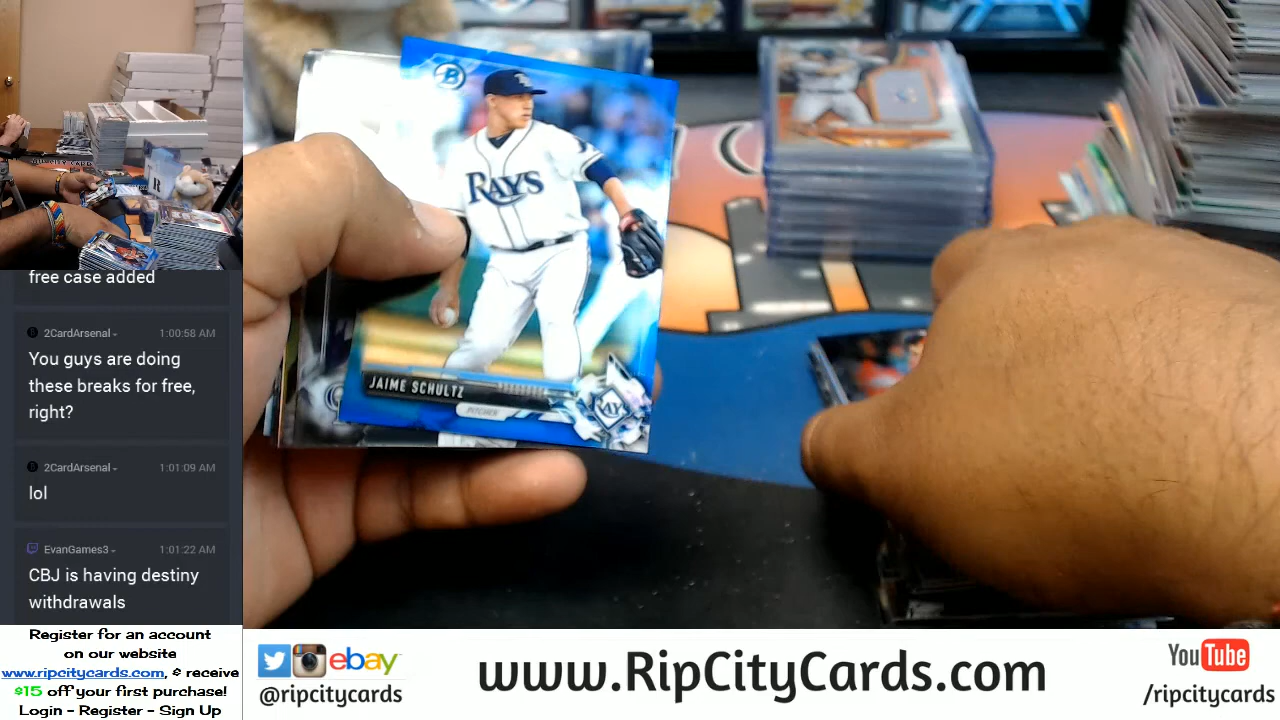 free case added
2CardArsenal
1:00:58 AM
You guys are doing
these breaks for free,
right?
2CardArsenal
1:01:09 AM
lol
EvanGames3
1:01:22 AM
CBJ is having destiny
withdrawals
Register for an account
on our website
www.ripcitycards.com, & receive
$15 off your first purchase!
Login - Register - Sign Up
B
RAYS
JAIME SCHULTZ
PITCHER
RAYS
ebay
@ripcitycards
www.RipCityCards.com
YouTube
/ripcitycards